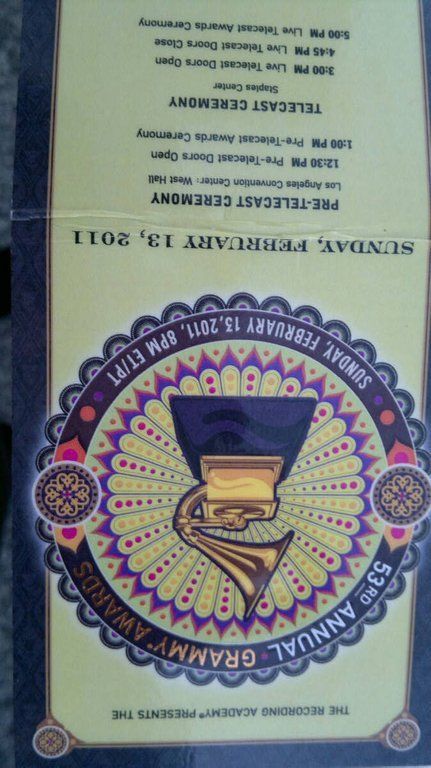 THE RECORDING ACADEMY® PRESENTS THE
53RD ANNUAL GRAMMY® AWARDS
SUNDAY, FEBRUARY 13, 2011, 8PM ET/PT
SUNDAY, FEBRUARY 13, 2011
PRE-TELECAST CEREMONY
Los Angeles Convention Center: West Hall
12:30 PM Pre-Telecast Doors Open
1:00 PM Pre-Telecast Awards Ceremony
TELECAST CEREMONY
Staples Center
3:00 PM Live Telecast Doors Open
4:45 PM Live Telecast Doors Close
5:00 PM Live Telecast Awards Ceremony